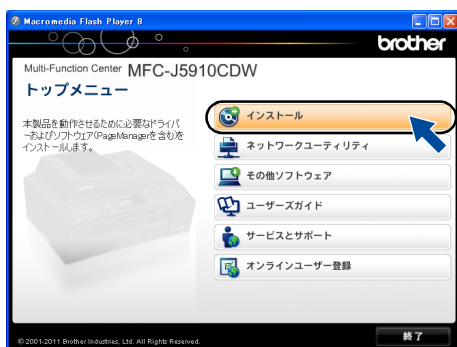 Macromedia Flash Player 8
brother
Multi-Function Center MFC-J5910CDW
トップメニュー
本製品を動作させるために必要なドライバ
ーおよびソフトウェア(PageManagerを含む)を
インストールします。
インストール
ネットワークユーティリティ
その他ソフトウェア
ユーザーズガイド
サービスとサポート
オンラインユーザー登録
© 2001-2011 Brother Industries, Ltd. All Rights Reserved.
終了